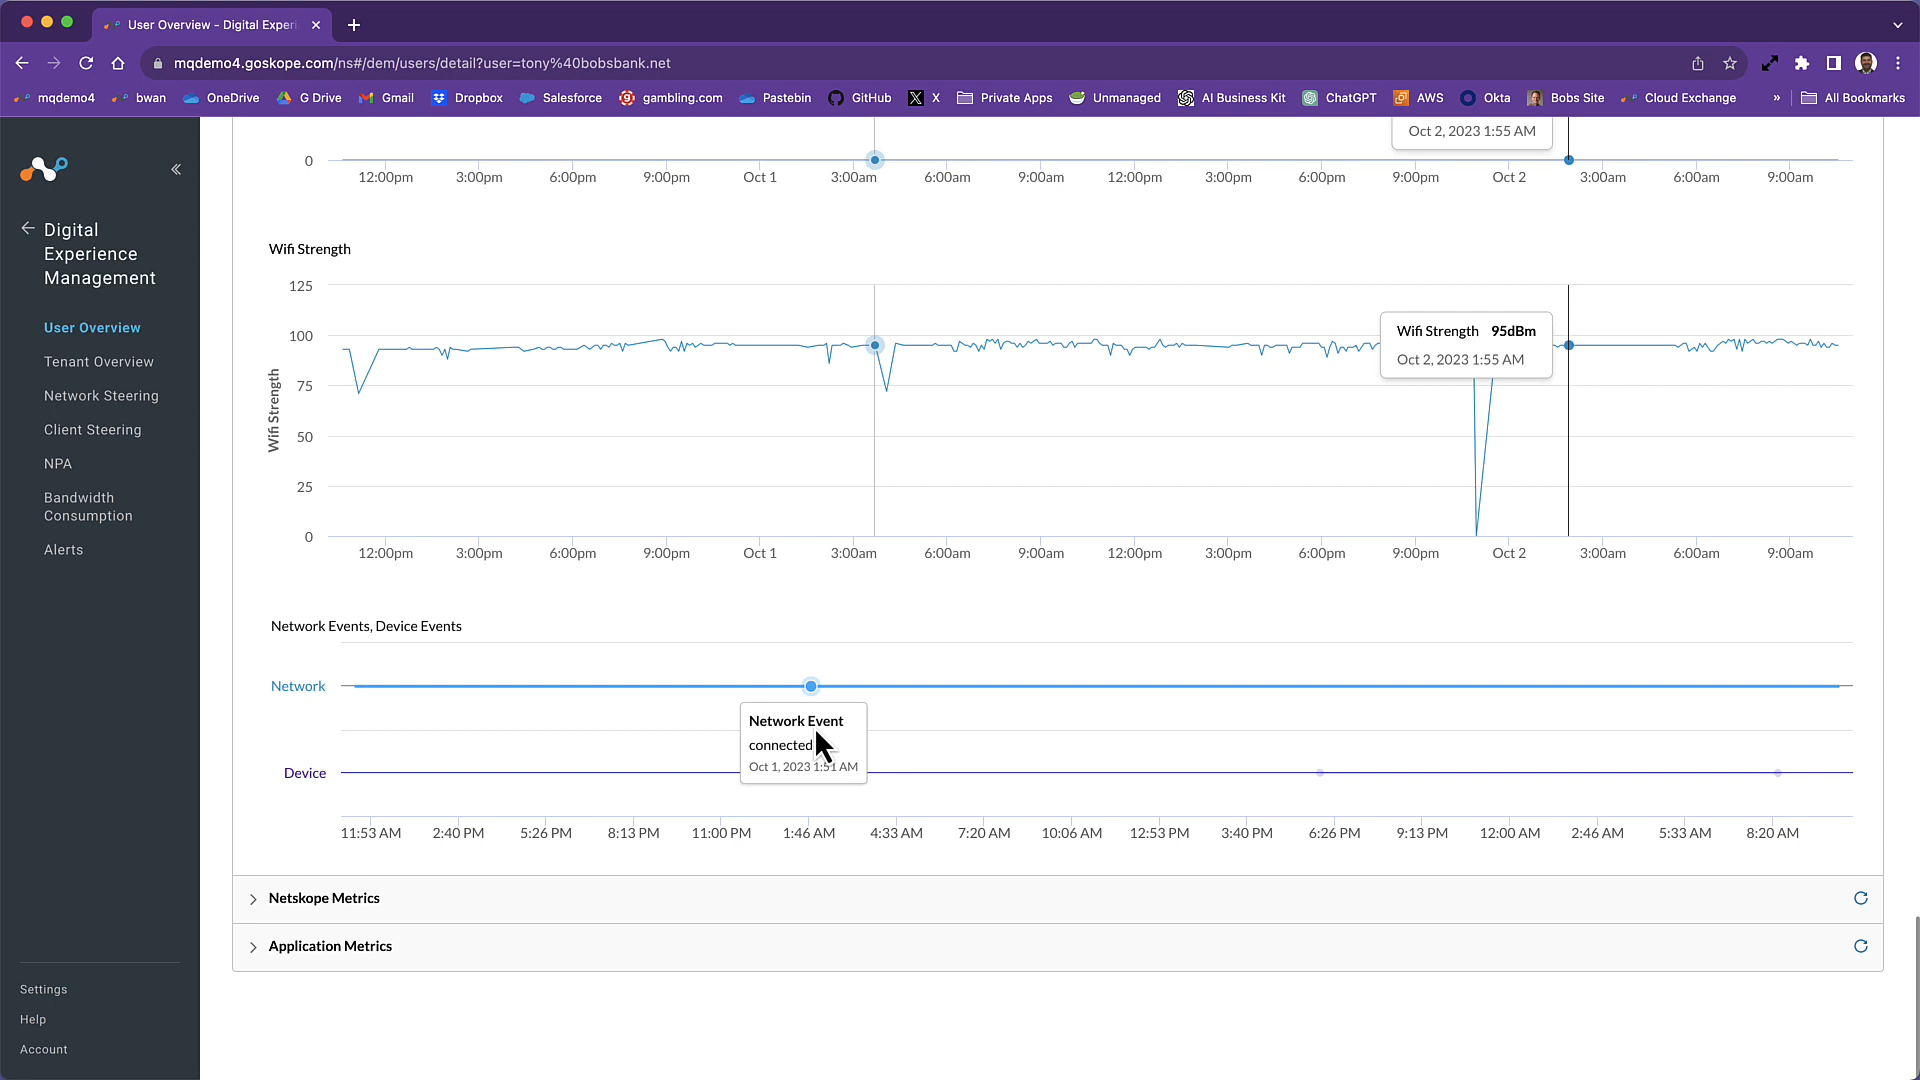 User Overview - Digital Experi
mqdemo4.goskope.com/ns#/dem/users/detail?user=tony%40bobsbank.net
mqdemo4 bwan OneDrive G Drive Gmail Dropbox Salesforce gambling.com Pastebin GitHub X Private Apps Unmanaged AI Business Kit ChatGPT AWS Okta Bobs Site Cloud Exchange » All Bookmarks
Digital
Experience
Management
User Overview
Tenant Overview
Network Steering
Client Steering
NPA
Bandwidth
Consumption
Alerts
Settings
Help
Account
Oct 2, 2023 1:55 AM
0
12:00pm 3:00pm 6:00pm 9:00pm Oct 1 3:00am 6:00am 9:00am 12:00pm 3:00pm 6:00pm 9:00pm Oct 2 3:00am 6:00am 9:00am
Wifi Strength
125
100
75
50
25
0
Wifi Strength
Wifi Strength 95dBm
Oct 2, 2023 1:55 AM
12:00pm 3:00pm 6:00pm 9:00pm Oct 1 3:00am 6:00am 9:00am 12:00pm 3:00pm 6:00pm 9:00pm Oct 2 3:00am 6:00am 9:00am
Network Events, Device Events
Network
Network Event
connected
Oct 1, 2023 1:51 AM
Device
11:53 AM 2:40 PM 5:26 PM 8:13 PM 11:00 PM 1:46 AM 4:33 AM 7:20 AM 10:06 AM 12:53 PM 3:40 PM 6:26 PM 9:13 PM 12:00 AM 2:46 AM 5:33 AM 8:20 AM
Netskope Metrics
Application Metrics